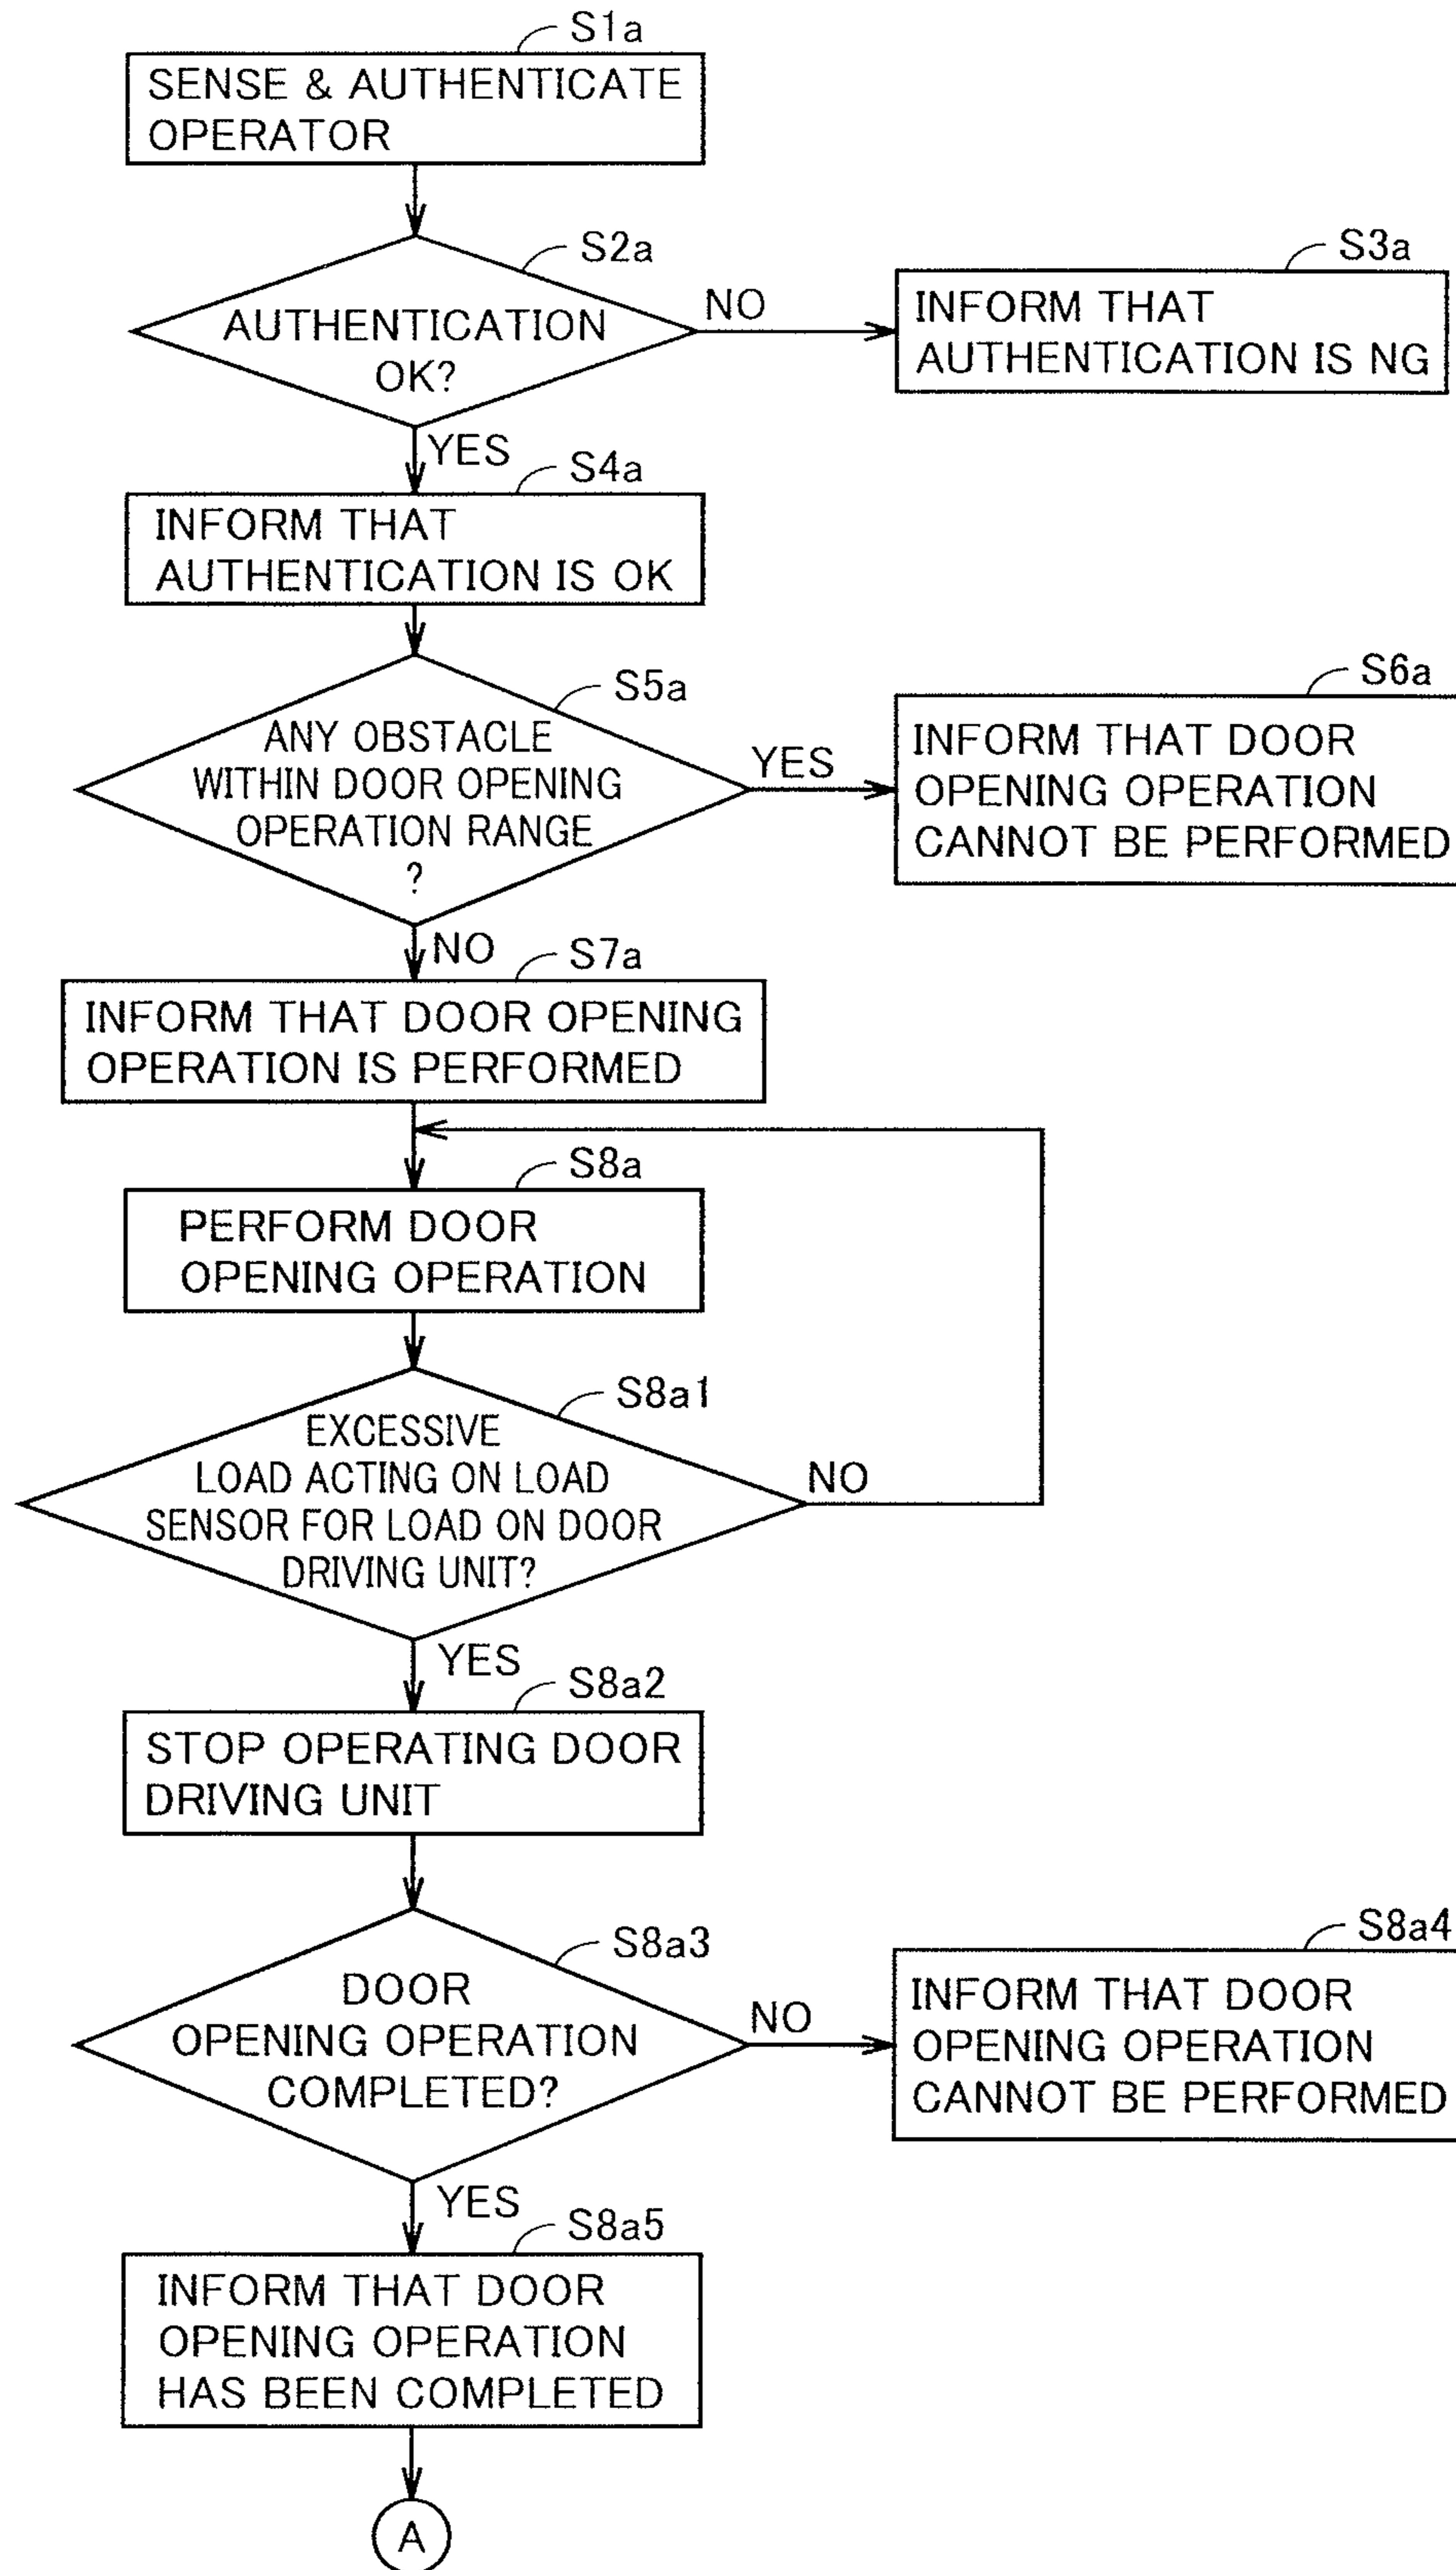 S1a
SENSE & AUTHENTICATE
OPERATOR
S2a
AUTHENTICATION
OK?
NO
S3a
INFORM THAT
AUTHENTICATION IS NG
YES
S4a
INFORM THAT
AUTHENTICATION IS OK
S5a
ANY OBSTACLE
WITHIN DOOR OPENING
OPERATION RANGE
?
YES
S6a
INFORM THAT DOOR
OPENING OPERATION
CANNOT BE PERFORMED
NO
S7a
INFORM THAT DOOR OPENING
OPERATION IS PERFORMED
S8a
PERFORM DOOR
OPENING OPERATION
S8a1
EXCESSIVE
LOAD ACTING ON LOAD
SENSOR FOR LOAD ON DOOR
DRIVING UNIT?
NO
YES
S8a2
STOP OPERATING DOOR
DRIVING UNIT
S8a3
DOOR
OPENING OPERATION
COMPLETED?
NO
S8a4
INFORM THAT DOOR
OPENING OPERATION
CANNOT BE PERFORMED
YES
S8a5
INFORM THAT DOOR
OPENING OPERATION
HAS BEEN COMPLETED
A